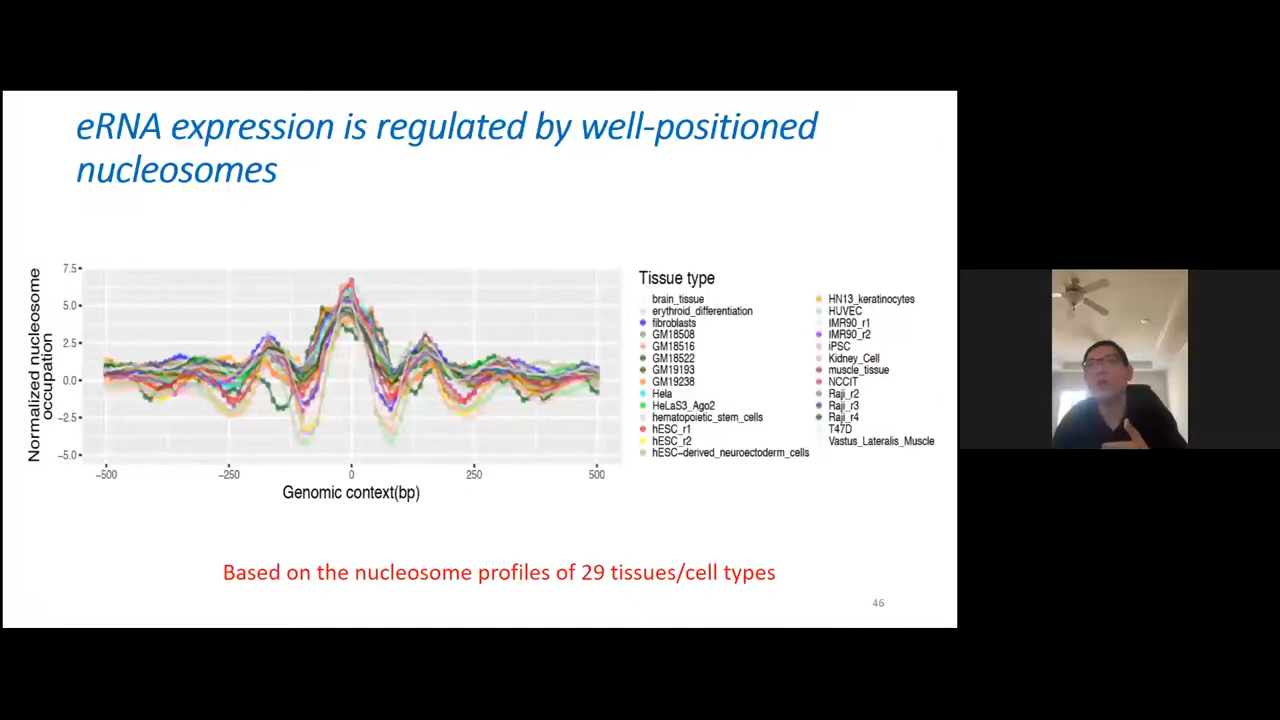 eRNA expression is regulated by well-positioned
nucleosomes
Normalized nucleosome
occupation
7.5
5.0
2.5
0.0
−2.5
−5.0
−500
−250
0
250
500
Genomic context(bp)
Tissue type
brain_tissue
erythroid_differentiation
fibroblasts
GM18508
GM18516
GM18522
GM19193
GM19238
Hela
HeLaS3_Ago2
hematopoietic_stem_cells
hESC_r1
hESC_r2
hESC−derived_neuroectoderm_cells
HN13_keratinocytes
HUVEC
IMR90_r1
IMR90_r2
iPSC
Kidney_Cell
muscle_tissue
NCCIT
Raji_r2
Raji_r3
Raji_r4
T47D
Vastus_Lateralis_Muscle
Based on the nucleosome profiles of 29 tissues/cell types
46